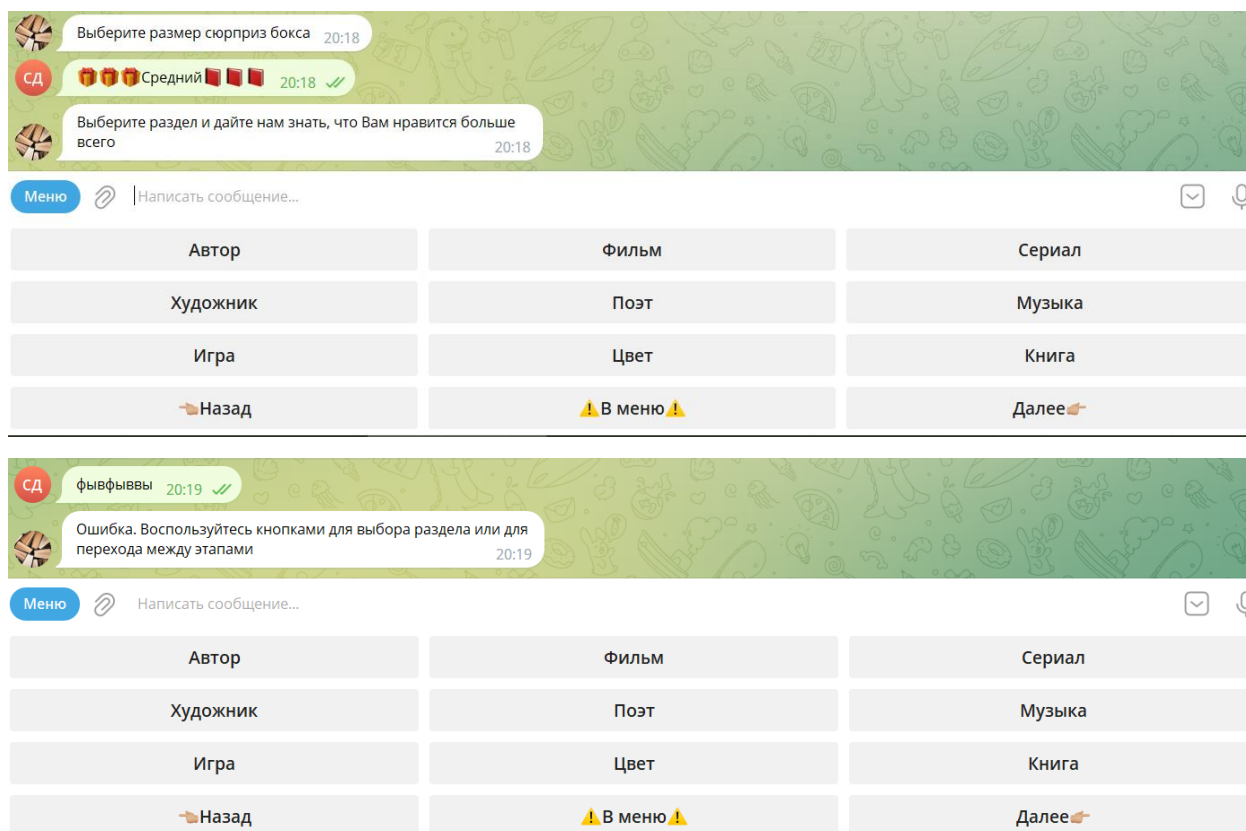 Выберите размер сюрприз бокса 20:18
СД 🎁🎁🎁Средний📕📕📕 20:18
Выберите раздел и дайте нам знать, что Вам нравится больше
всего 20:18
Меню Написать сообщение...
Автор Фильм Сериал
Художник Поэт Музыка
Игра Цвет Книга
👈🏼Назад ⚠️В меню⚠️ Далее👉🏼
СД фывфыввы 20:19
Ошибка. Воспользуйтесь кнопками для выбора раздела или для
перехода между этапами 20:19
Меню Написать сообщение...
Автор Фильм Сериал
Художник Поэт Музыка
Игра Цвет Книга
👈🏼Назад ⚠️В меню⚠️ Далее👉🏼